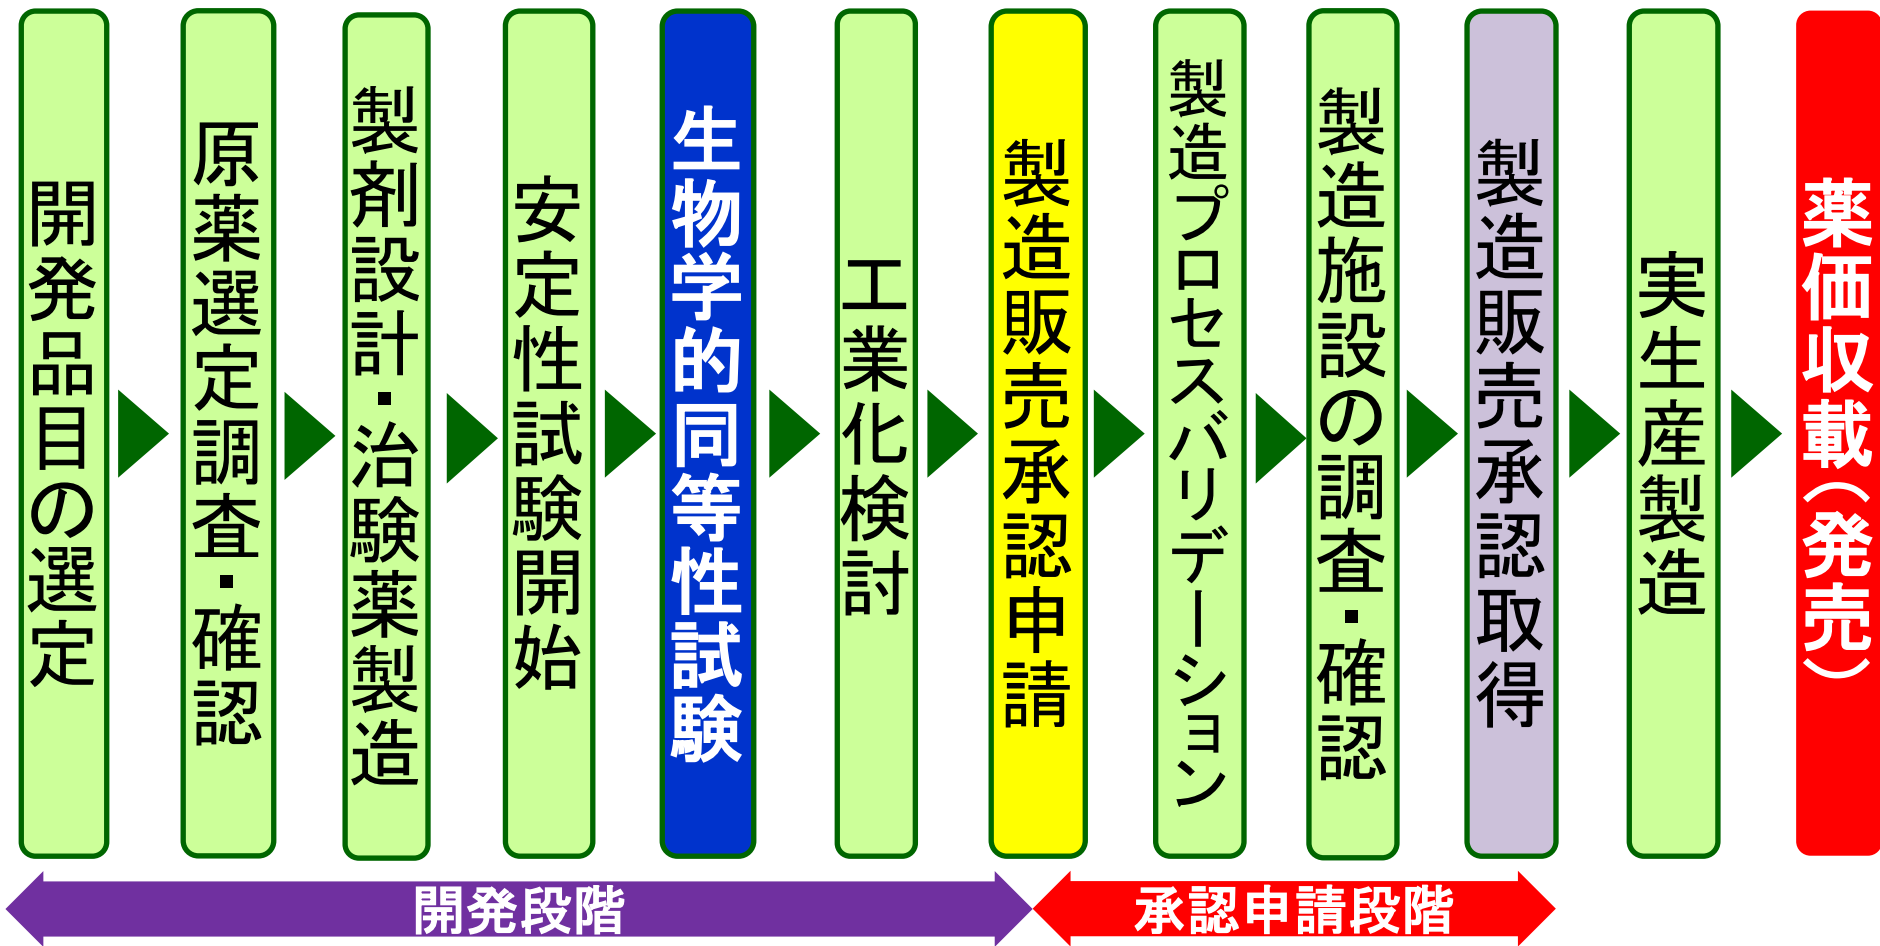 開発品目の選定
原薬選定調査・確認
製剤設計・治験薬製造
安定性試験開始
生物学的同等性試験
工業化検討
製造販売承認申請
製造プロセスバリデーション
製造施設の調査・確認
製造販売承認取得
実生産製造
薬価収載(発売)
開発段階
承認申請段階